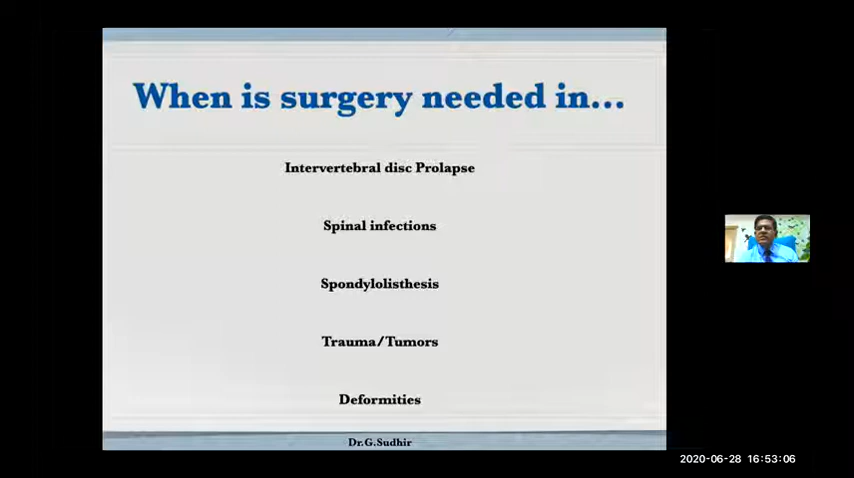 When is surgery needed in...
Intervertebral disc Prolapse
Spinal infections
Spondylolisthesis
Trauma/Tumors
Deformities
Dr.G.Sudhir
2020-06-28 16:53:06